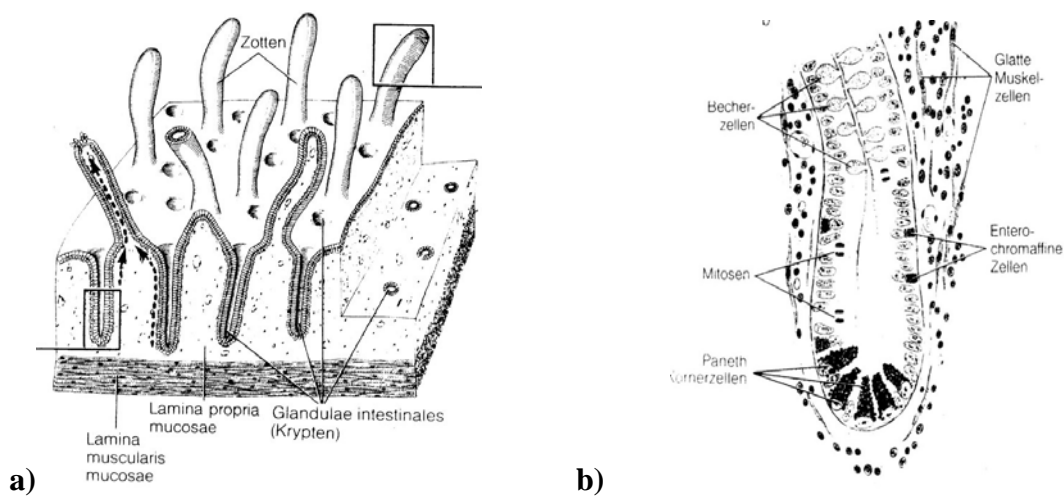 Zotten
Lamina propria
mucosae
Glandulae intestinales
(Krypten)
Lamina
muscularis
mucosae
a)
b
Becher-
zellen
Glatte
Muskel-
zellen
Mitosen
Entero-
chromaffine
Zellen
Paneth
Körnerzellen
b)